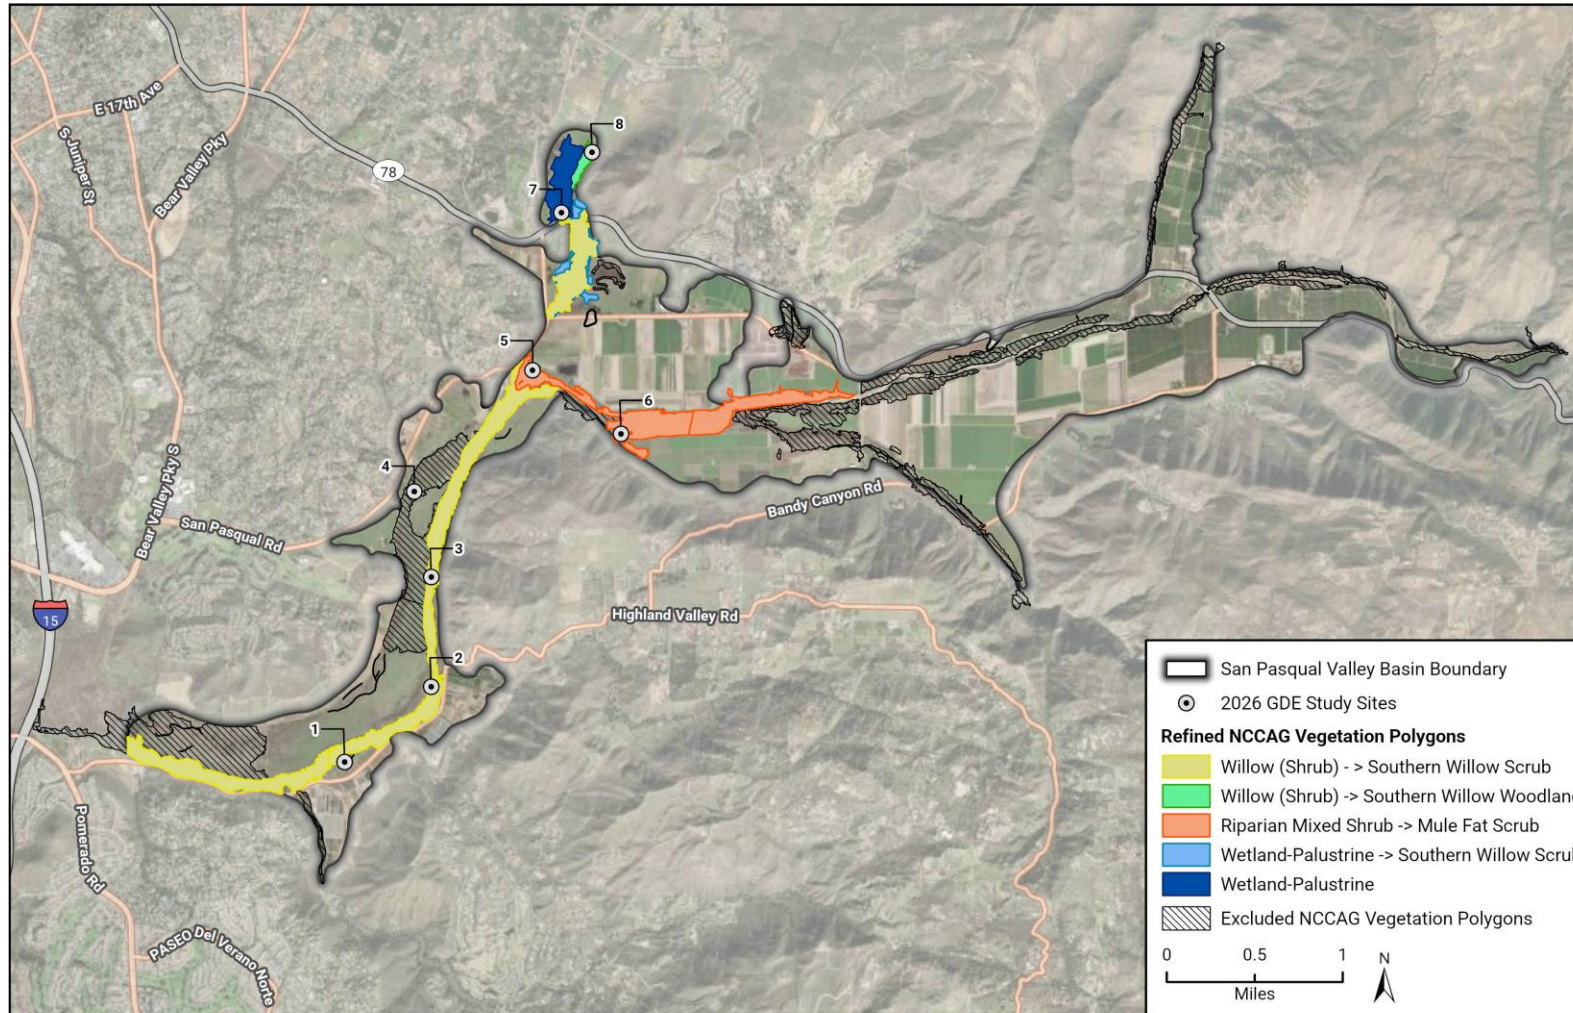 E 17th Ave
S Juniper St
Bear Valley Pky
78
8
7
5
6
4
Bear Valley Pky S
San Pasqual Rd
Bandy Canyon Rd
3
Highland Valley Rd
15
2
1
Pomerado Rd
PASEO Del Verano Norte
San Pasqual Valley Basin Boundary
2026 GDE Study Sites
Refined NCCAG Vegetation Polygons
Willow (Shrub) - > Southern Willow Scrub
Willow (Shrub) -> Southern Willow Woodlan
Riparian Mixed Shrub -> Mule Fat Scrub
Wetland-Palustrine -> Southern Willow Scru
Wetland-Palustrine
Excluded NCCAG Vegetation Polygons
0 0.5 1
Miles
N